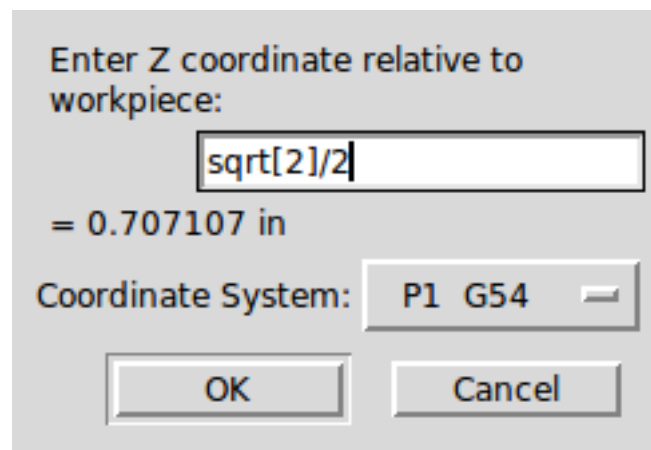 Enter Z coordinate relative to
workpiece:
sqrt[2]/2
= 0.707107 in
Coordinate System: P1 G54
OK Cancel